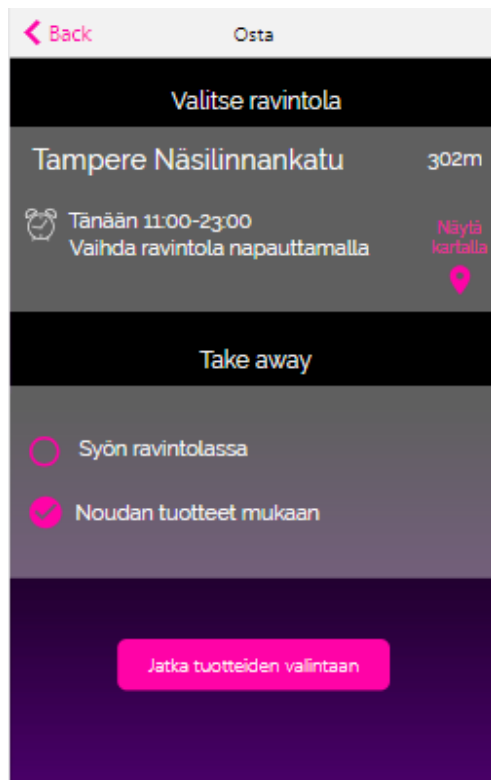 Back
Osta
Valitse ravintola
Tampere Näsilinnankatu
302m
Tänään 11:00-23:00
Vaihda ravintola napauttamalla
Näytä
kartalla
Take away
Syön ravintolassa
Noudan tuotteet mukaan
Jatka tuotteiden valintaan